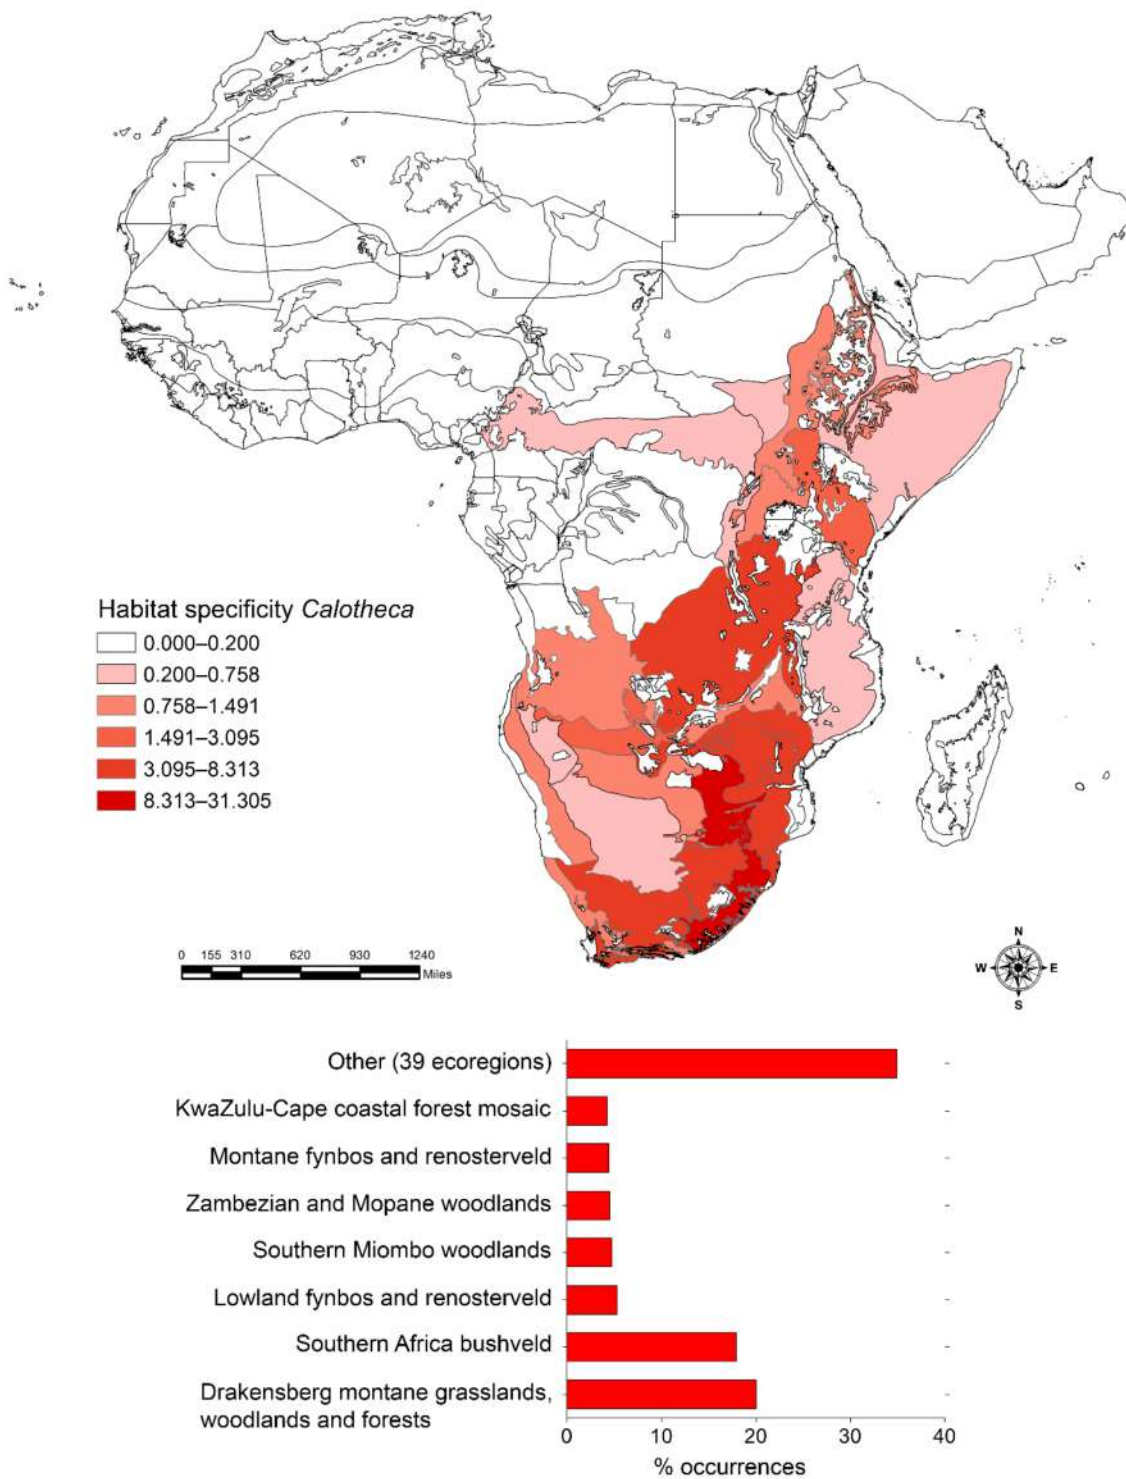 Habitat specificity Calotheca
0.000–0.200
0.200–0.758
0.758–1.491
1.491–3.095
3.095–8.313
8.313–31.305
0 155 310 620 930 1240
Miles
N
W E
S
Other (39 ecoregions)
KwaZulu-Cape coastal forest mosaic
Montane fynbos and renosterveld
Zambezian and Mopane woodlands
Southern Miombo woodlands
Lowland fynbos and renosterveld
Southern Africa bushveld
Drakensberg montane grasslands,
woodlands and forests
0 10 20 30 40
% occurrences